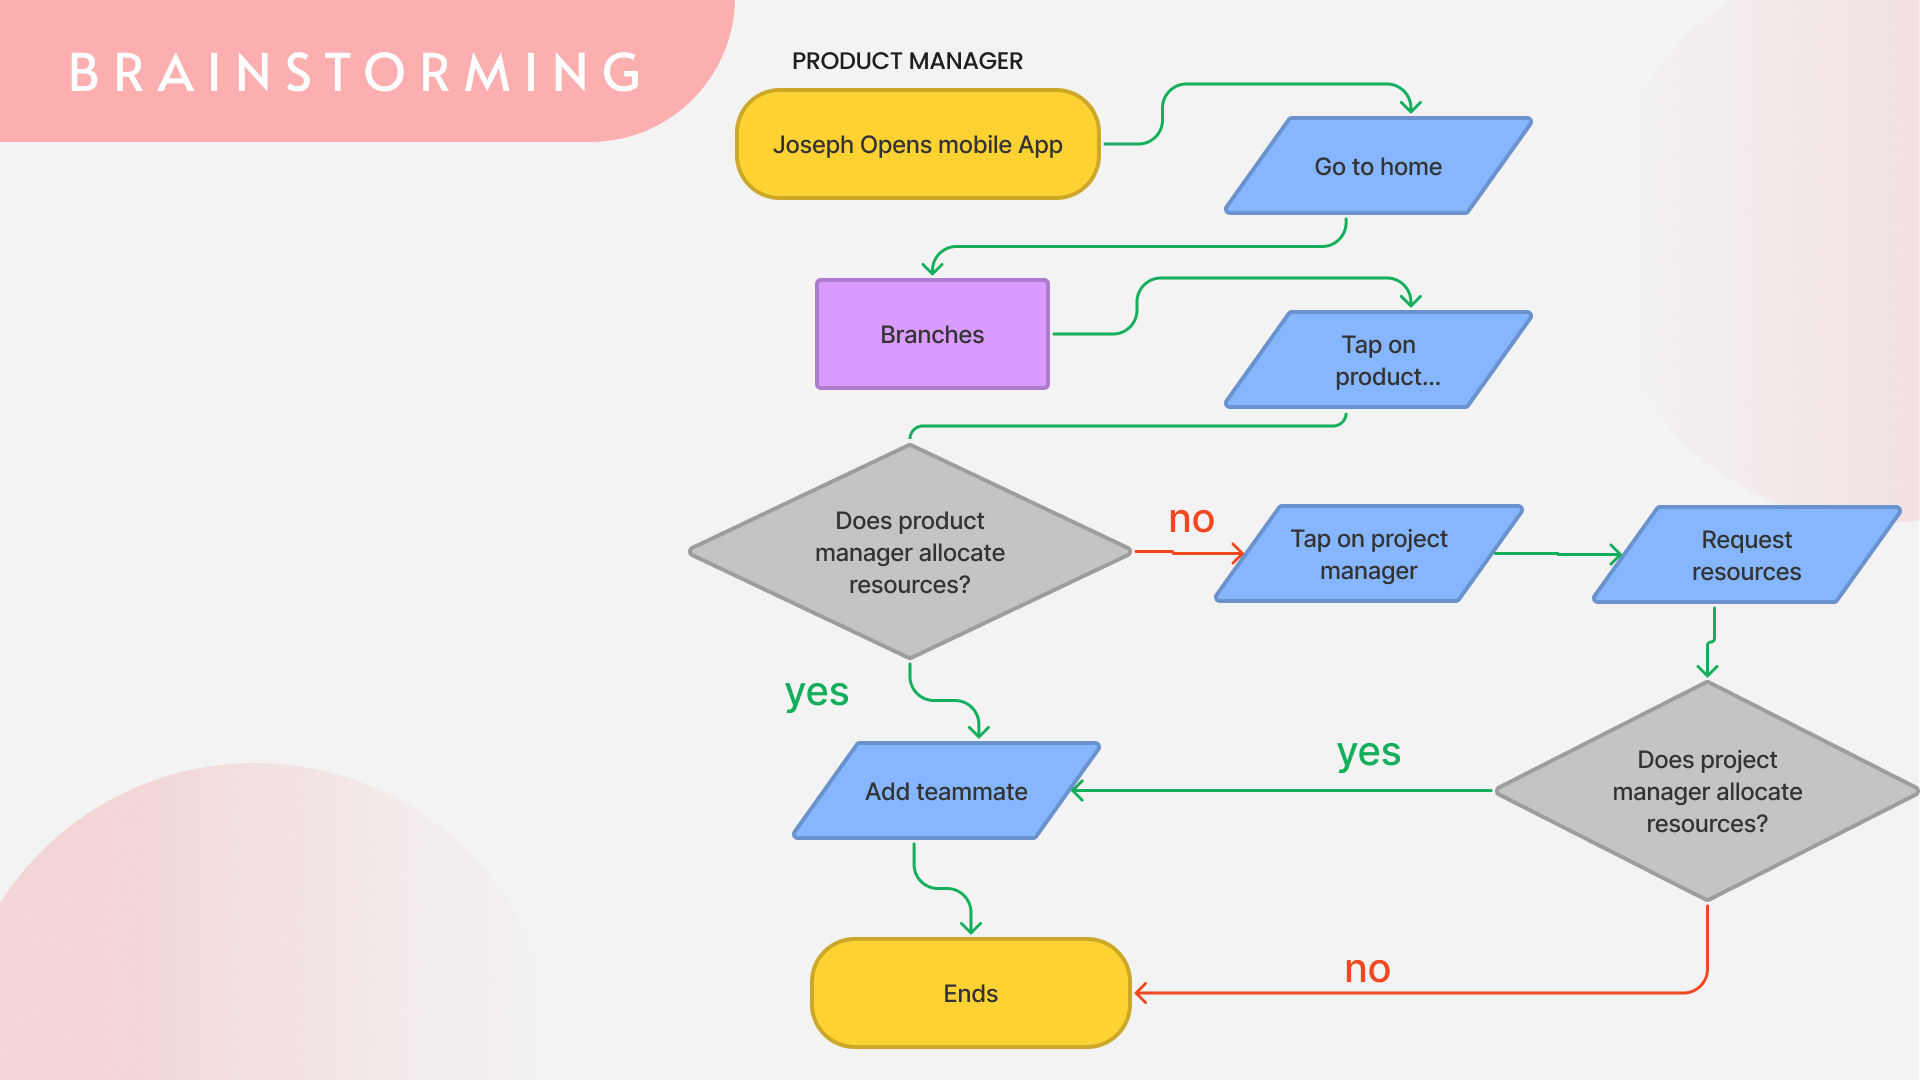 BRAINSTORMING
PRODUCT MANAGER
Joseph Opens mobile App
Go to home
Branches
Tap on
product...
Does product
manager allocate
resources?
no
Tap on project
manager
Request
resources
yes
Add teammate
yes
Does project
manager allocate
resources?
Ends
no